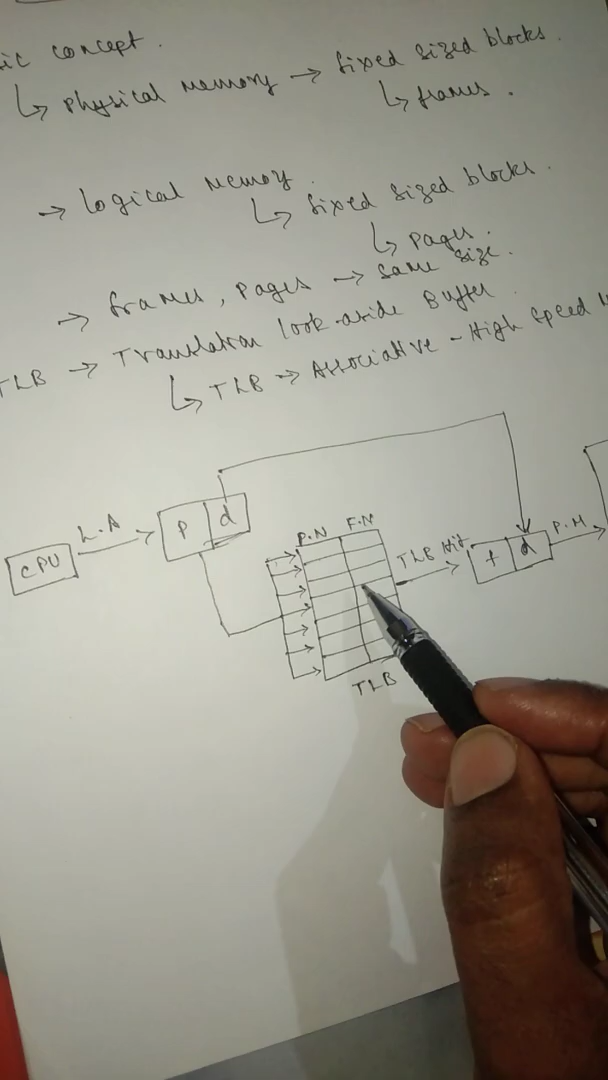 concept.
↳ physical memory → fixed sized blocks.
↳ frames.
→ Logical memory.
↳ fixed sized blocks.
↳ pages.
→ frames, pages → same size.
TLB → Translation look-aside Buffer.
↳ TLB → Associative - High speed
CPU
L.A
p d
P.N F.N
TLB Hit
f d
P.M
TLB